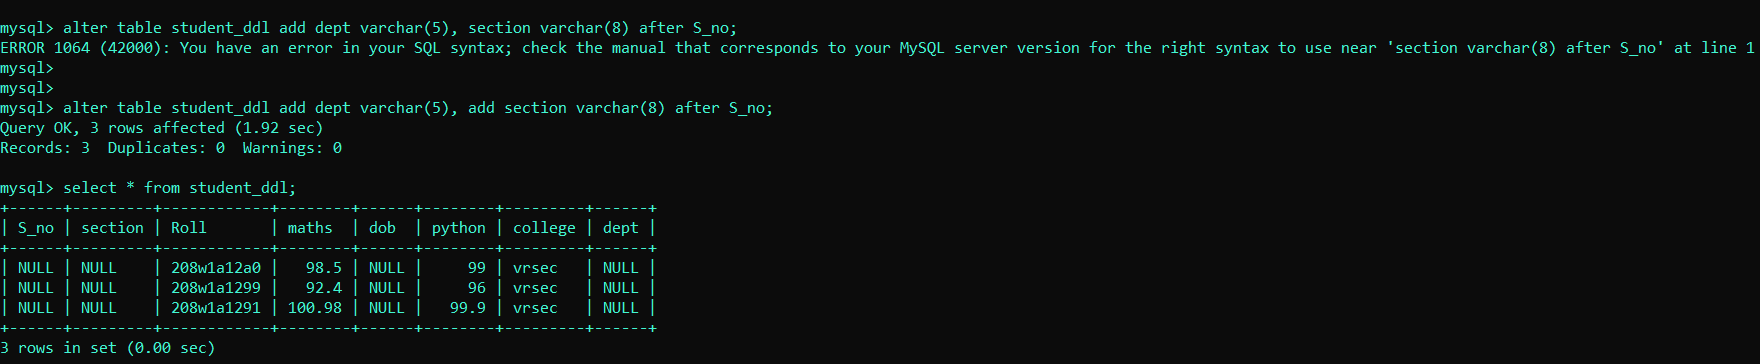 mysql> alter table student_ddl add dept varchar(5), section varchar(8) after S_no;
ERROR 1064 (42000): You have an error in your SQL syntax; check the manual that corresponds to your MySQL server version for the right syntax to use near 'section varchar(8) after S_no' at line 1
mysql>
mysql>
mysql> alter table student_ddl add dept varchar(5), add section varchar(8) after S_no;
Query OK, 3 rows affected (1.92 sec)
Records: 3  Duplicates: 0  Warnings: 0

mysql> select * from student_ddl;
+------+---------+------------+--------+------+--------+---------+------+
| S_no | section | Roll       | maths  | dob  | python | college | dept |
+------+---------+------------+--------+------+--------+---------+------+
| NULL | NULL    | 208w1a12a0 |   98.5 | NULL |     99 | vrsec   | NULL |
| NULL | NULL    | 208w1a1299 |   92.4 | NULL |     96 | vrsec   | NULL |
| NULL | NULL    | 208w1a1291 | 100.98 | NULL |   99.9 | vrsec   | NULL |
+------+---------+------------+--------+------+--------+---------+------+
3 rows in set (0.00 sec)